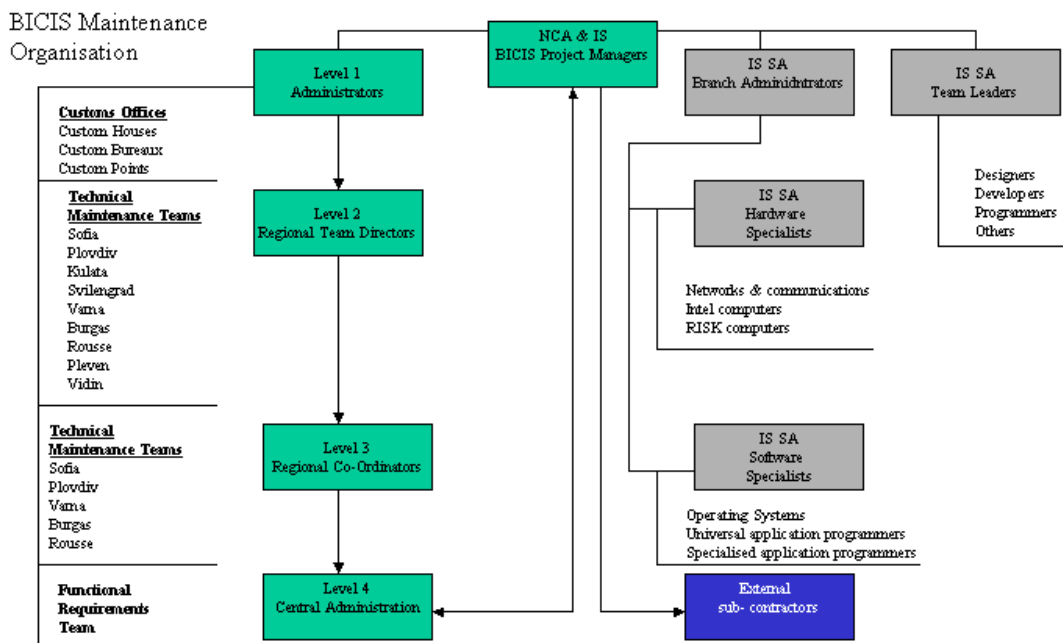 BICIS Maintenance
Organisation
NCA & IS
BICIS Project Managers
Level 1
Administrators
IS SA
Branch Adminidntrators
IS SA
Team Leaders
Customs Offices
Custom Houses
Custom Bureaux
Custom Points
Designers
Developers
Programmers
Others
Technical
Maintenance Teams
Sofia
Plovdiv
Kulata
Svilengrad
Varna
Burgas
Rousse
Pleven
Vidin
Level 2
Regional Team Directors
IS SA
Hardware
Specialists
Networks & communications
Intel computers
RISK computers
Technical
Maintenance Teams
Sofia
Plovdiv
Varna
Burgas
Rousse
Level 3
Regional Co-Ordinators
IS SA
Software
Specialists
Operating Systems
Universal application programmers
Specialised application programmers
Functional
Requirements
Team
Level 4
Central Administration
External
sub- contractors